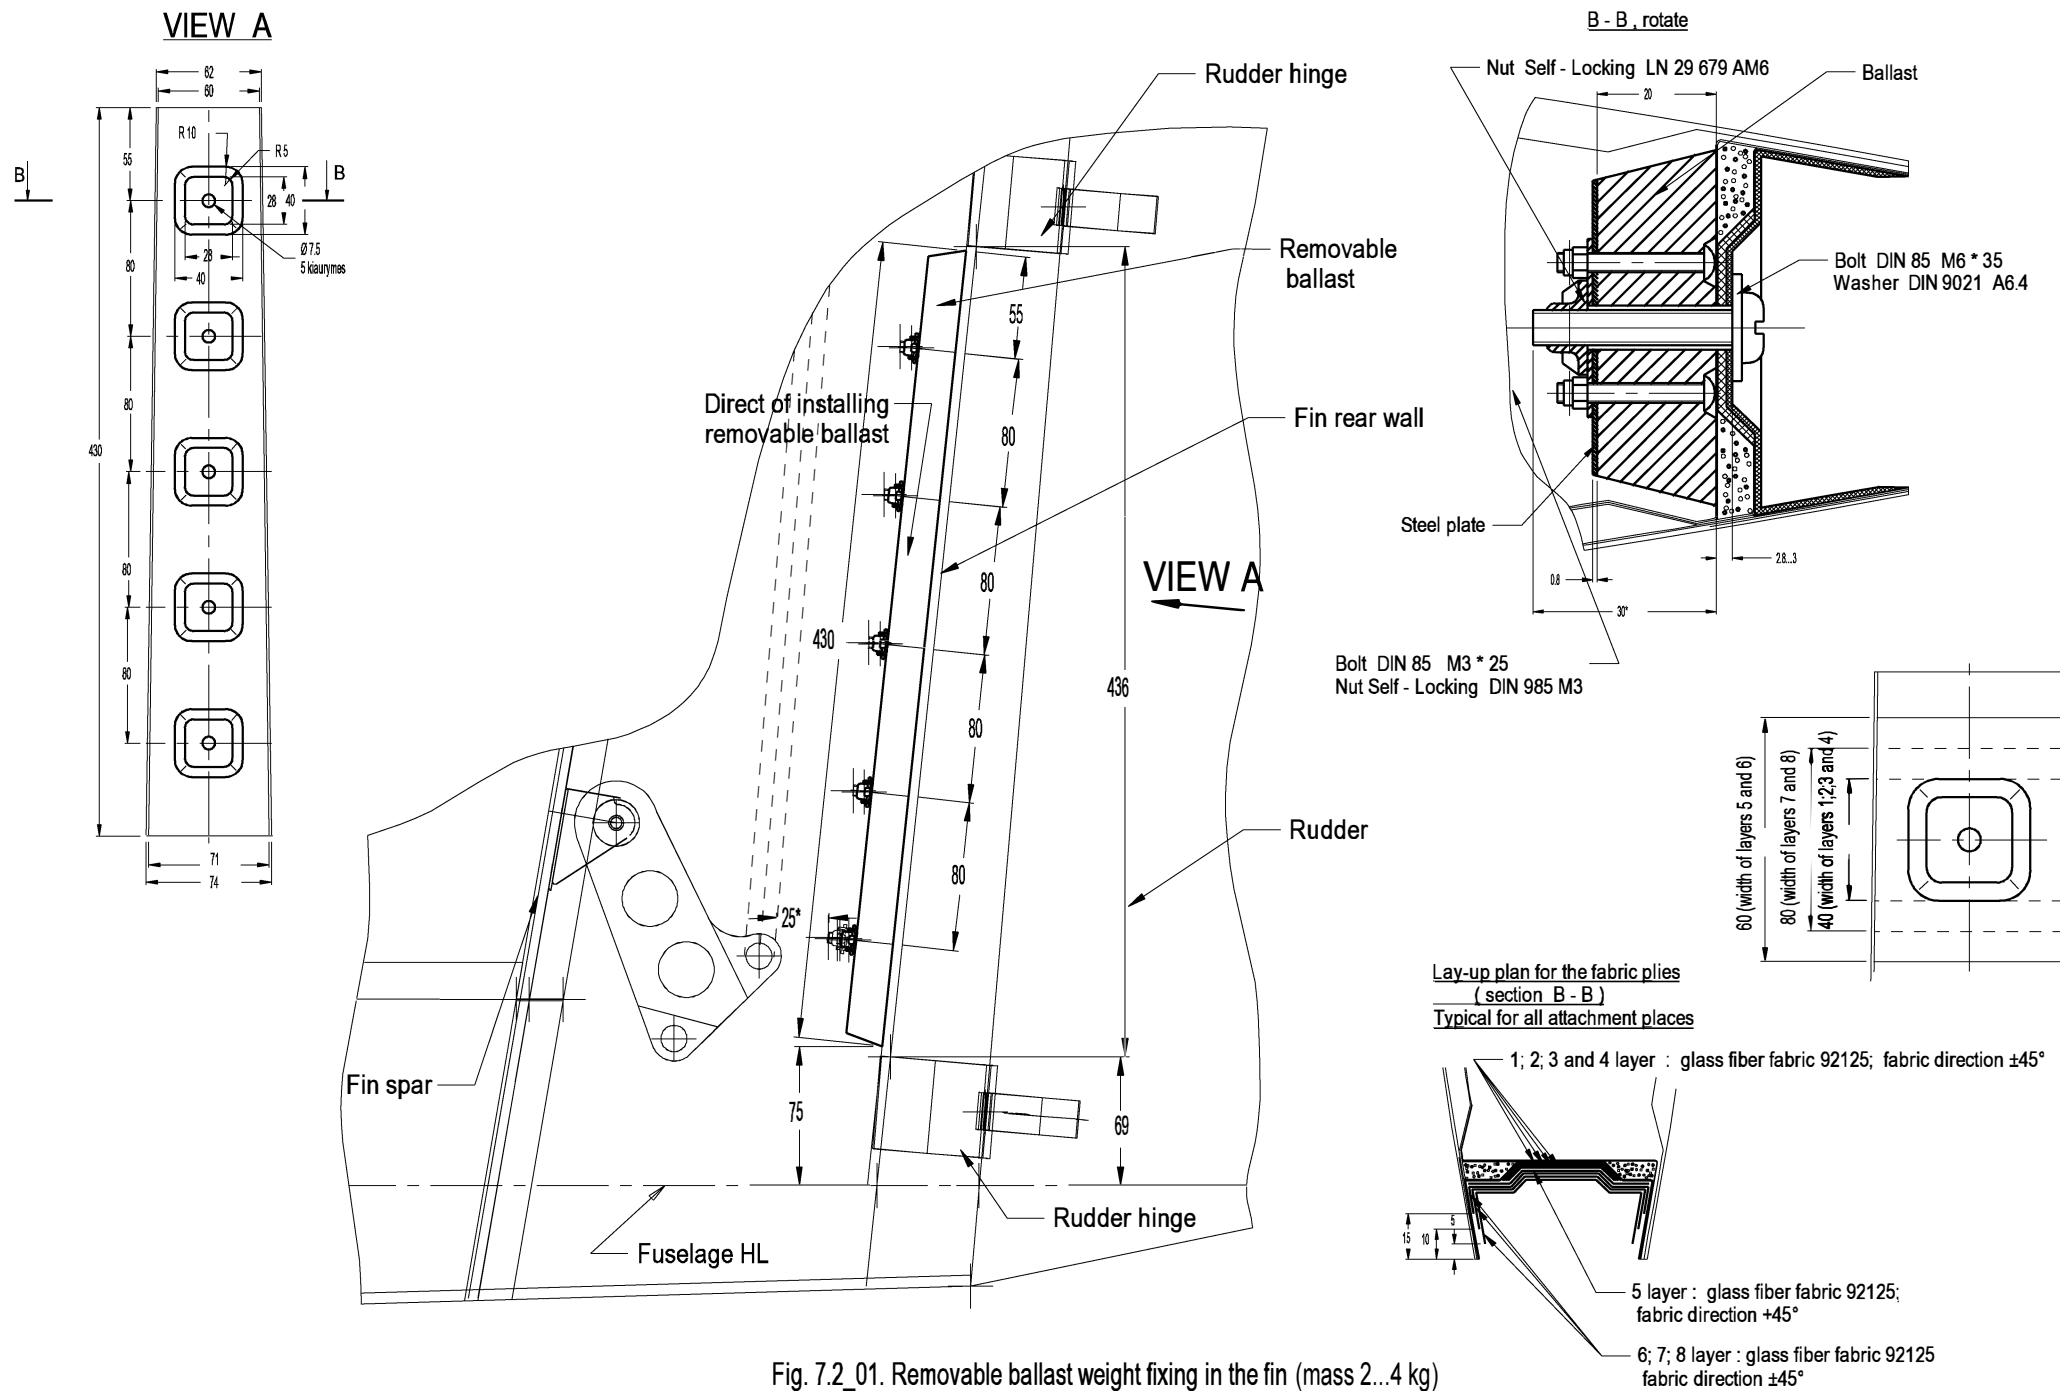 VIEW A
62
60
R 10
R 5
55
B
B
28 40
Ø 7.5
5 kiaurymes
28
40
80
80
430
80
80
71
74
Rudder hinge
Removable
ballast
55
Direct of installing
removable ballast
80
Fin rear wall
80
VIEW A
430
80
436
80
Rudder
25*
Fin spar
75
69
Rudder hinge
Fuselage HL
B - B , rotate
Nut Self - Locking LN 29 679 AM6
Ballast
20
Bolt DIN 85 M6 * 35
Washer DIN 9021 A6.4
Steel plate
0.8
2.8...3
30*
Bolt DIN 85 M3 * 25
Nut Self - Locking DIN 985 M3
60 (width of layers 5 and 6)
80 (width of layers 7 and 8)
40 (width of layers 1;2;3 and 4)
Lay-up plan for the fabric plies
( section B - B )
Typical for all attachment places
1; 2; 3 and 4 layer : glass fiber fabric 92125; fabric direction ±45°
15
10
5
5 layer : glass fiber fabric 92125;
fabric direction +45°
6; 7; 8 layer : glass fiber fabric 92125
fabric direction ±45°
Fig. 7.2_01. Removable ballast weight fixing in the fin (mass 2...4 kg)